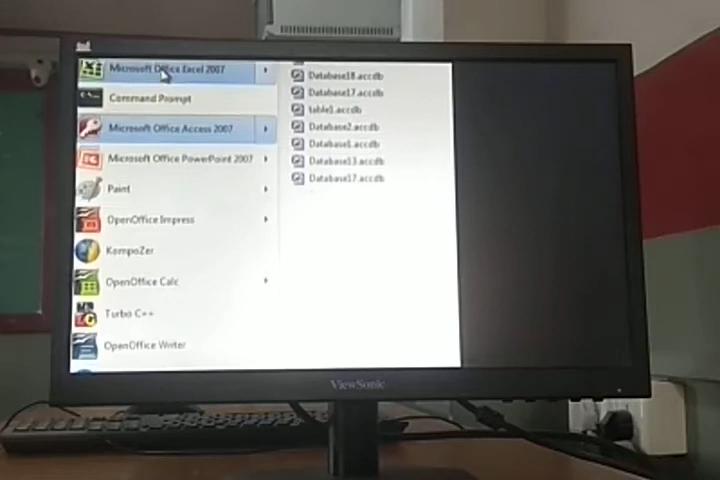 Microsoft Office Excel 2007
Command Prompt
Microsoft Office Access 2007
Microsoft Office PowerPoint 2007
Paint
OpenOffice Impress
KompoZer
OpenOffice Calc
Turbo C++
OpenOffice Writer
Database18.accdb
Database17.accdb
table1.accdb
Database2.accdb
Database1.accdb
Database13.accdb
Database17.accdb
ViewSonic